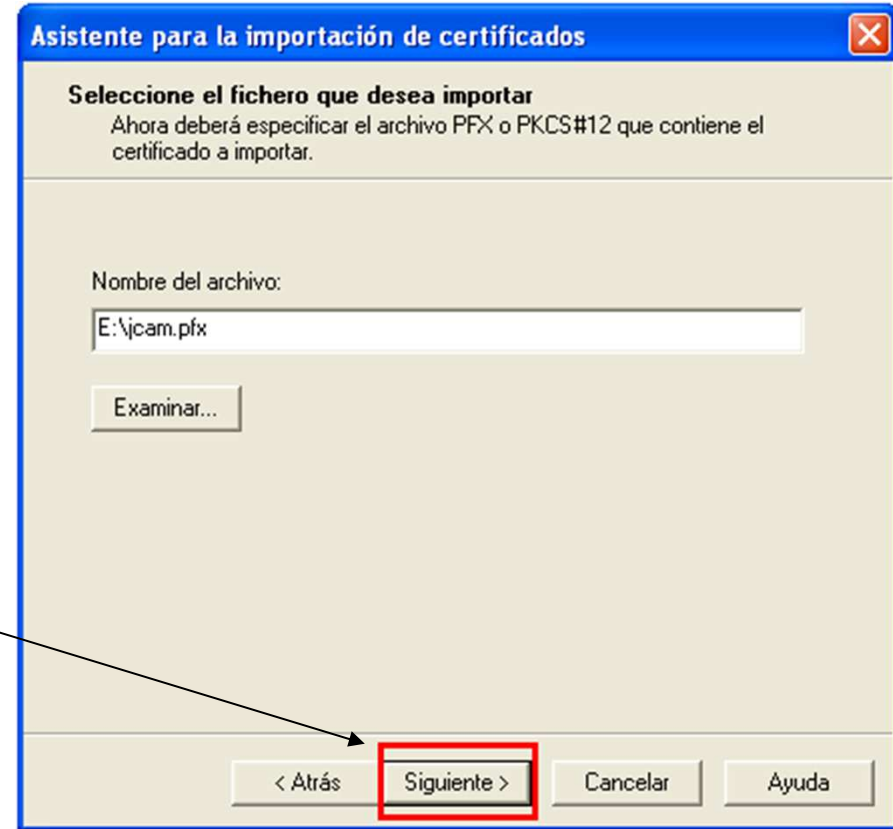 Asistente para la importación de certificados
Seleccione el fichero que desea importar
Ahora deberá especificar el archivo PFX o PKCS#12 que contiene el
certificado a importar.
Nombre del archivo:
E:\jcam.pfx
Examinar...
< Atrás
Siguiente >
Cancelar
Ayuda